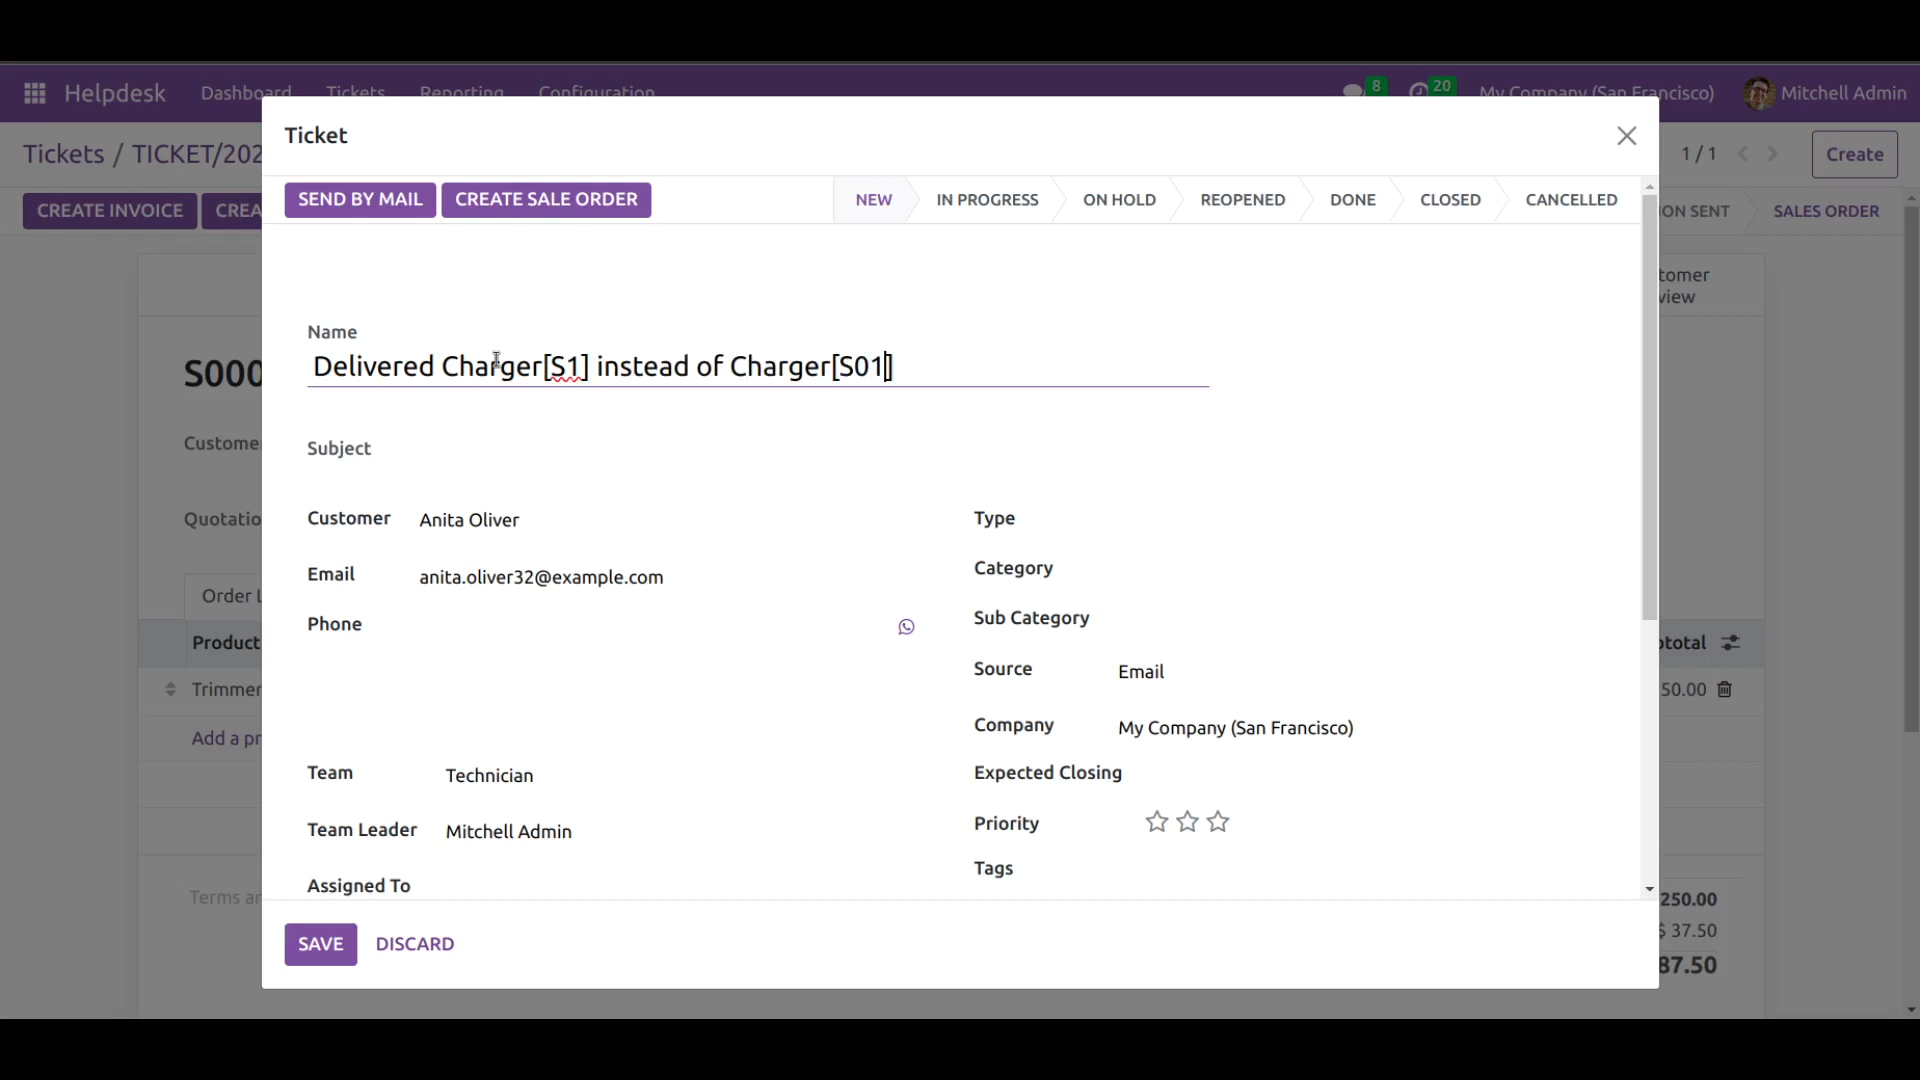 Helpdesk Dashboard Tickets Reporting Configuration 8 20 My Company (San Francisco) Mitchell Admin
Ticket
Tickets / TICKET/202 1 / 1 Create
SEND BY MAIL CREATE SALE ORDER NEW IN PROGRESS ON HOLD REOPENED DONE CLOSED CANCELLED
CREATE INVOICE CREA ION SENT SALES ORDER
tomer
view
Name
Delivered Charger[S1] instead of Charger[S01]
S000
Custome
Subject
Customer Anita Oliver Type
Quotatio
Email anita.oliver32@example.com Category
Order L
Phone Sub Category
Product total
Source Email
Trimmer 50.00
Company My Company (San Francisco)
Add a pr
Team Technician Expected Closing
Team Leader Mitchell Admin Priority
Tags
Assigned To
Terms ar 250.00
$ 37.50
SAVE DISCARD
87.50